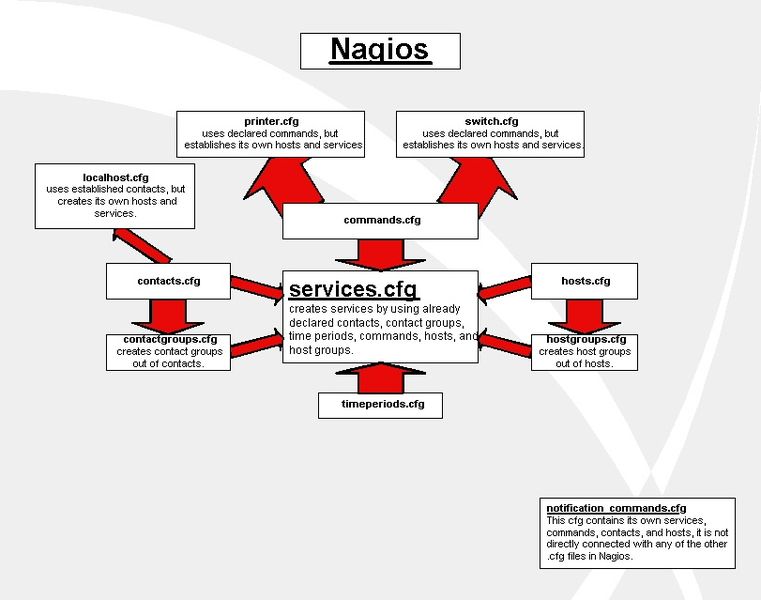 Nagios
printer.cfg
uses declared commands, but
establishes its own hosts and services
switch.cfg
uses declared commands, but
establishes its own hosts and services.
localhost.cfg
uses established contacts, but
creates its own hosts and
services.
commands.cfg
contacts.cfg
services.cfg
creates services by using already
declared contacts, contact groups,
time periods, commands, hosts, and
host groups.
hosts.cfg
contactgroups.cfg
creates contact groups
out of contacts.
hostgroups.cfg
creates host groups
out of hosts.
timeperiods.cfg
notification_commands.cfg
This cfg contains its own services,
commands, contacts, and hosts, it is not
directly connected with any of the other
.cfg files in Nagios.